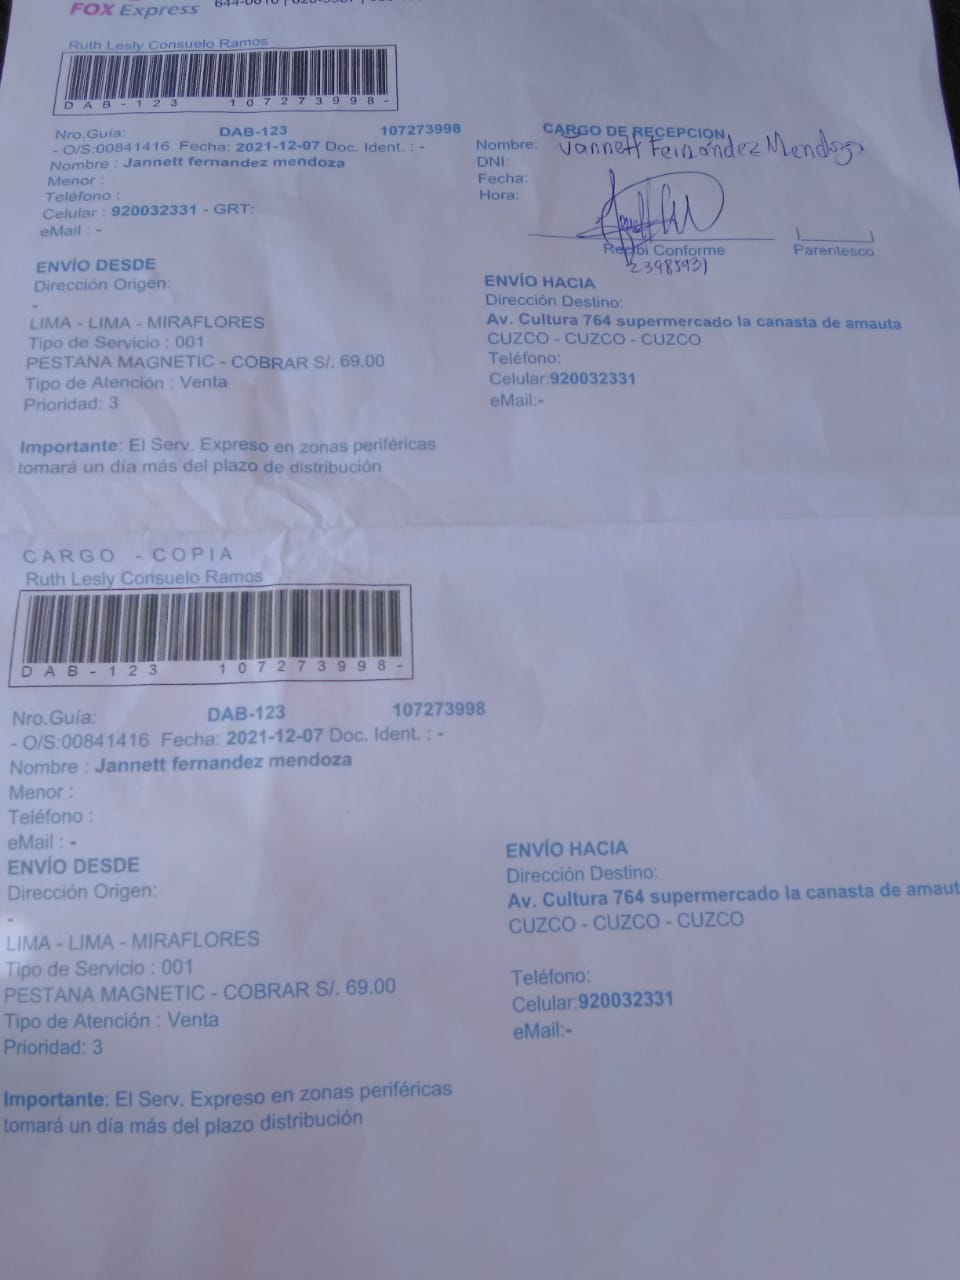 FOX Express
Ruth Lesly Consuelo Ramos
DAB-123 107273998-
Nro.Guía: DAB-123 107273998
- O/S:00841416 Fecha: 2021-12-07 Doc. Ident. : -
Nombre : Jannett fernandez mendoza
Menor :
Teléfono :
Celular : 920032331 - GRT:
eMail : -
CARGO DE RECEPCION
Nombre: Jannett Fernández Mendoza
DNI:
Fecha:
Hora:
Recibi Conforme
Parentesco
23985931
ENVÍO DESDE
Dirección Origen:
-
LIMA - LIMA - MIRAFLORES
Tipo de Servicio : 001
PESTANA MAGNETIC - COBRAR S/. 69.00
Tipo de Atención : Venta
Prioridad: 3
ENVÍO HACIA
Dirección Destino:
Av. Cultura 764 supermercado la canasta de amauta
CUZCO - CUZCO - CUZCO
Teléfono:
Celular:920032331
eMail:-
Importante: El Serv. Expreso en zonas periféricas
tomará un día más del plazo de distribución
CARGO - COPIA
Ruth Lesly Consuelo Ramos
DAB-123 107273998-
Nro.Guía: DAB-123 107273998
- O/S:00841416 Fecha: 2021-12-07 Doc. Ident. : -
Nombre : Jannett fernandez mendoza
Menor :
Teléfono :
eMail : -
ENVÍO DESDE
Dirección Origen:
-
LIMA - LIMA - MIRAFLORES
Tipo de Servicio : 001
PESTANA MAGNETIC - COBRAR S/. 69.00
Tipo de Atención : Venta
Prioridad: 3
ENVÍO HACIA
Dirección Destino:
Av. Cultura 764 supermercado la canasta de amaut
CUZCO - CUZCO - CUZCO
Teléfono:
Celular:920032331
eMail:-
Importante: El Serv. Expreso en zonas periféricas
tomará un día más del plazo distribución